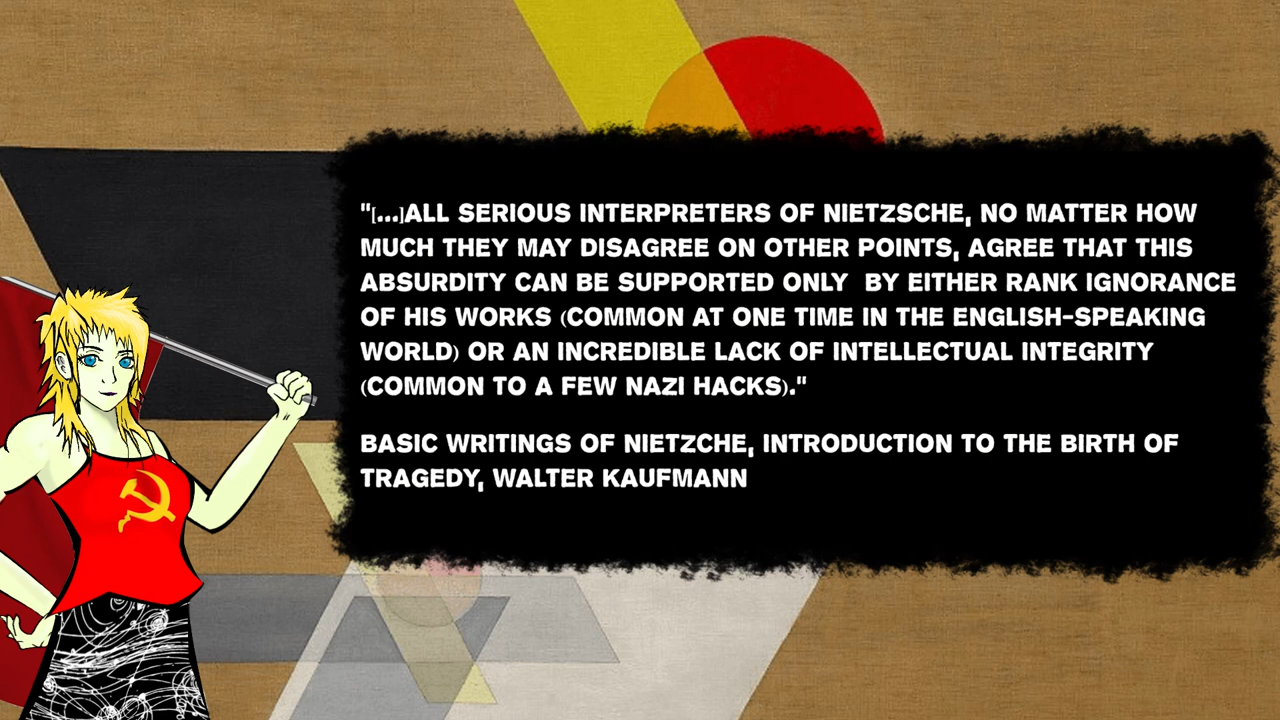 "[...]ALL SERIOUS INTERPRETERS OF NIETZSCHE, NO MATTER HOW
MUCH THEY MAY DISAGREE ON OTHER POINTS, AGREE THAT THIS
ABSURDITY CAN BE SUPPORTED ONLY  BY EITHER RANK IGNORANCE
OF HIS WORKS (COMMON AT ONE TIME IN THE ENGLISH-SPEAKING
WORLD) OR AN INCREDIBLE LACK OF INTELLECTUAL INTEGRITY
(COMMON TO A FEW NAZI HACKS)."
BASIC WRITINGS OF NIETZCHE, INTRODUCTION TO THE BIRTH OF
TRAGEDY, WALTER KAUFMANN